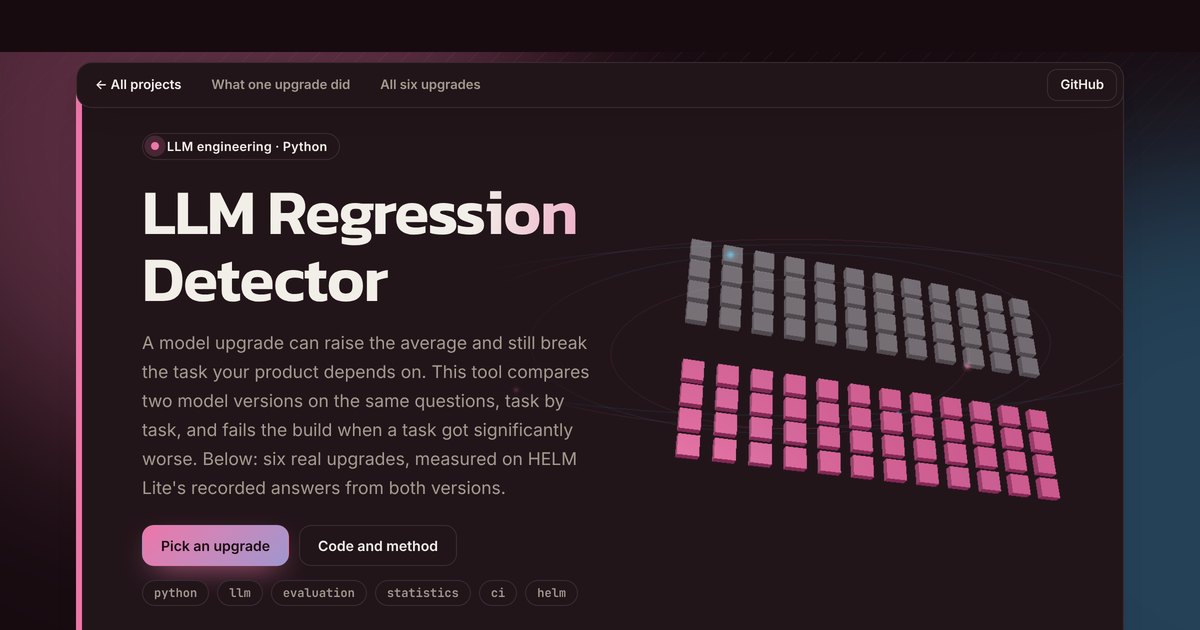 ← All projects
What one upgrade did
All six upgrades
GitHub
LLM engineering · Python
LLM Regression
Detector
A model upgrade can raise the average and still break
the task your product depends on. This tool compares
two model versions on the same questions, task by
task, and fails the build when a task got significantly
worse. Below: six real upgrades, measured on HELM
Lite's recorded answers from both versions.
Pick an upgrade
Code and method
python
llm
evaluation
statistics
ci
helm